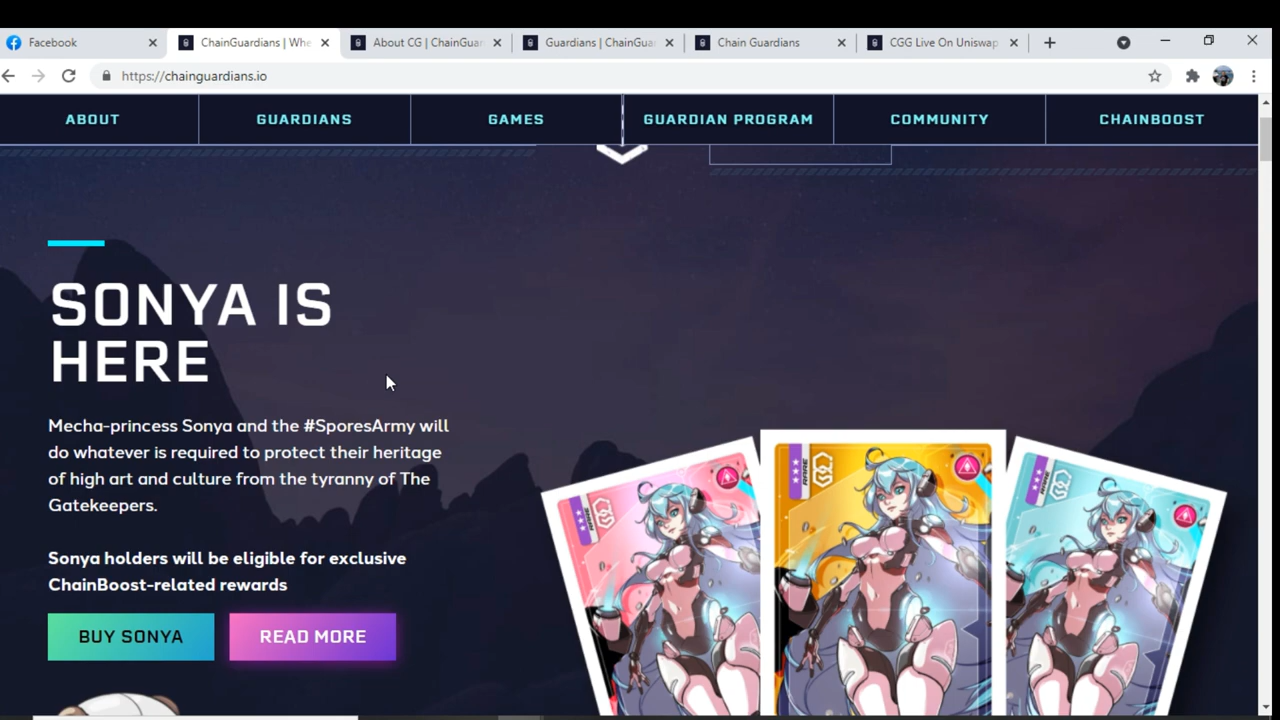 Facebook
ChainGuardians | Whe
About CG | ChainGuar
Guardians | ChainGua
Chain Guardians
CGG Live On Uniswap
https://chainguardians.io
ABOUT
GUARDIANS
GAMES
GUARDIAN PROGRAM
COMMUNITY
CHAINBOOST
SONYA IS
HERE
Mecha-princess Sonya and the #SporesArmy will
do whatever is required to protect their heritage
of high art and culture from the tyranny of The
Gatekeepers.
Sonya holders will be eligible for exclusive
ChainBoost-related rewards
BUY SONYA
READ MORE
RARE
RARE